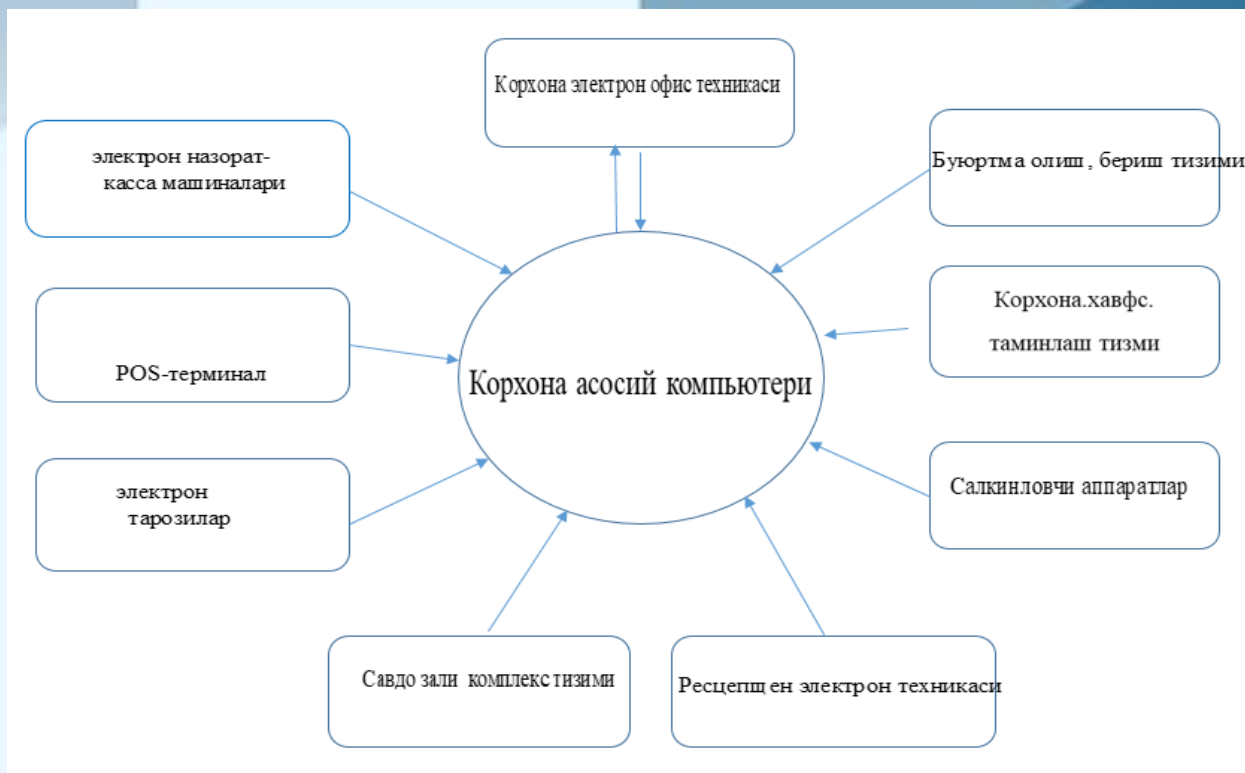 Корхона электрон офис техникаси
электрон назорат-
касса машиналари
Буюртма олиш, бериш тизими
Корхона.хавфс.
таминлаш тизми
POS-терминал
Корхона асосий компьютери
электрон
тарозилар
Салкинловчи аппаратлар
Савдо зали комплекс тизими
Ресцепщен электрон техникаси